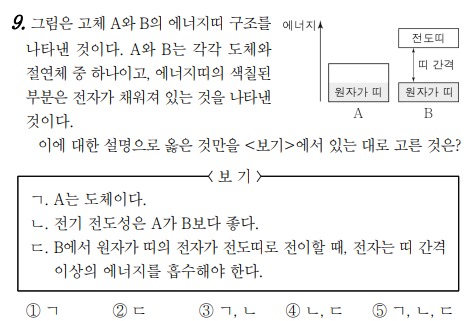 9. 그림은 고체 A와 B의 에너지띠 구조를
나타낸 것이다. A와 B는 각각 도체와
절연체 중 하나이고, 에너지띠의 색칠된
부분은 전자가 채워져 있는 것을 나타낸
것이다.
에너지
원자가 띠
A
전도띠
띠 간격
원자가 띠
B
이에 대한 설명으로 옳은 것만을 <보기>에서 있는 대로 고른 것은?
<보 기>
ㄱ. A는 도체이다.
ㄴ. 전기 전도성은 A가 B보다 좋다.
ㄷ. B에서 원자가 띠의 전자가 전도띠로 전이할 때, 전자는 띠 간격
이상의 에너지를 흡수해야 한다.
① ㄱ ② ㄷ ③ ㄱ, ㄴ ④ ㄴ, ㄷ ⑤ ㄱ, ㄴ, ㄷ